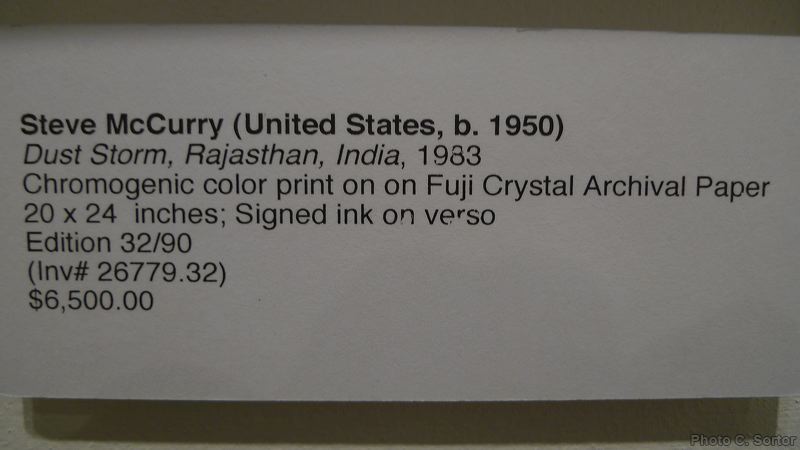 Steve McCurry (United States, b. 1950)
Dust Storm, Rajasthan, India, 1983
Chromogenic color print on on Fuji Crystal Archival Paper
20 x 24  inches; Signed ink on verso
Edition 32/90
(Inv# 26779.32)
$6,500.00
Photo C. Sortor